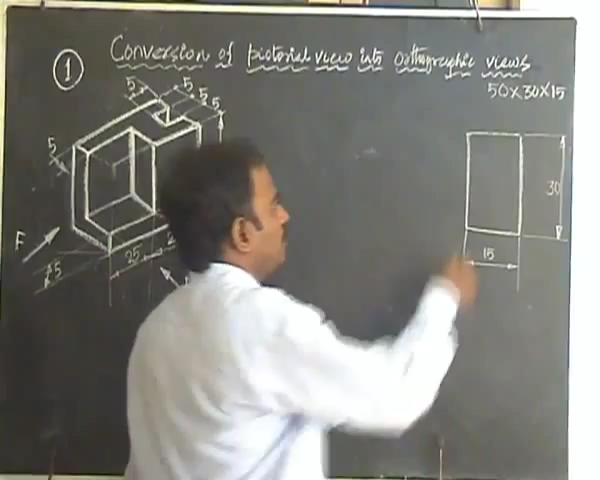 1 Conversion of pictorial view into orthographic views
50×30×15
5 5 5 5
5
F
5
25
30
15